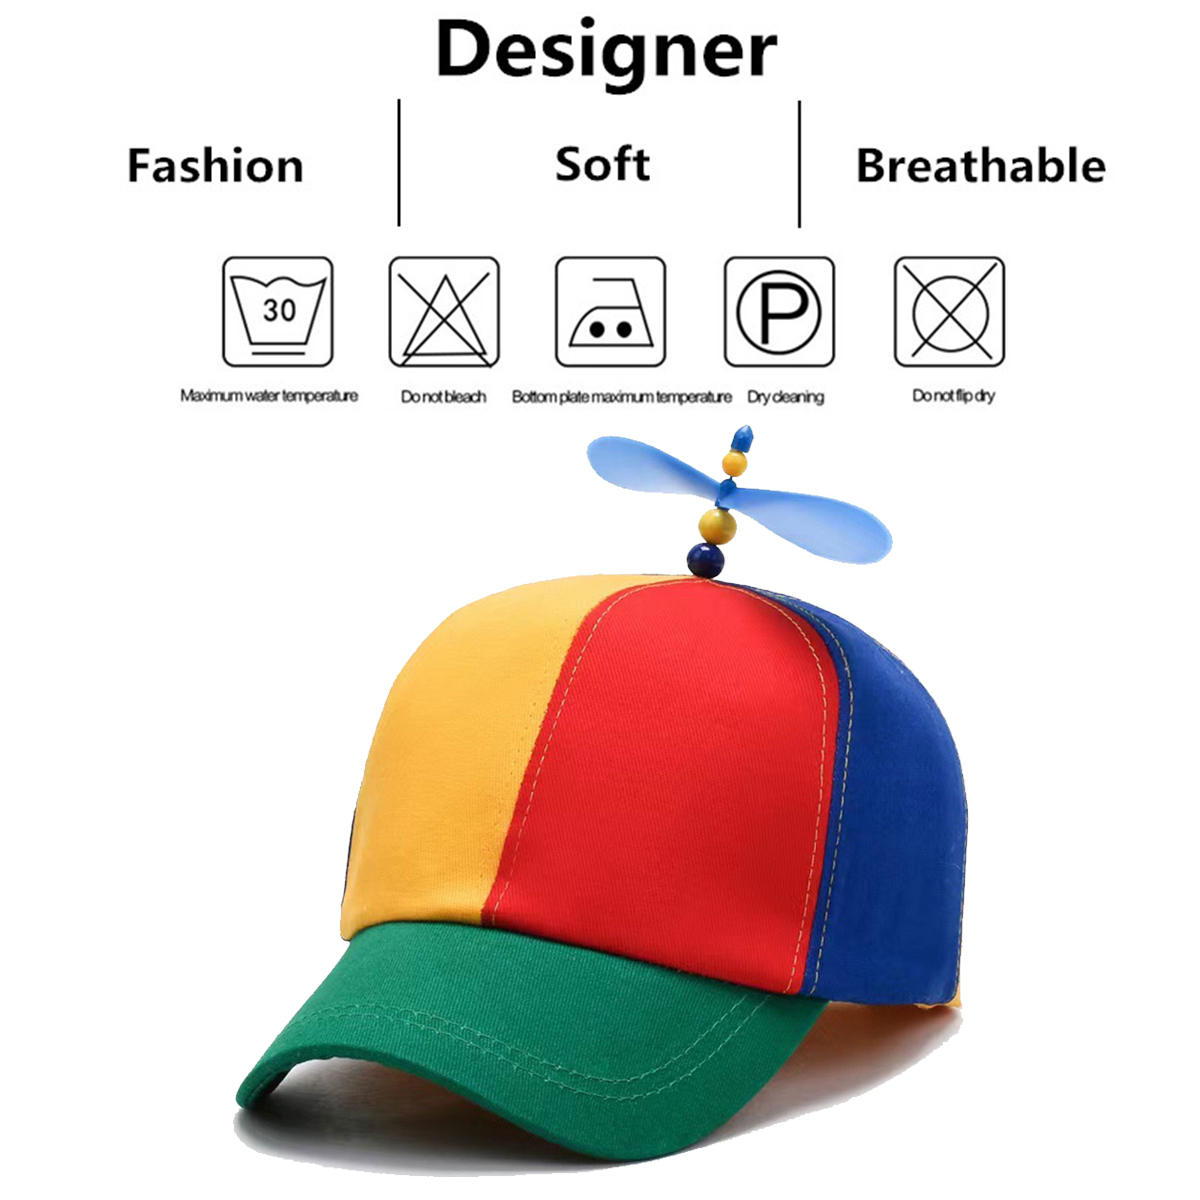 Designer
Fashion
Soft
Breathable
30
P
Maximum water temperature
Do not bleach
Bottom plate maximum temperature
Dry cleaning
Do not flip dry